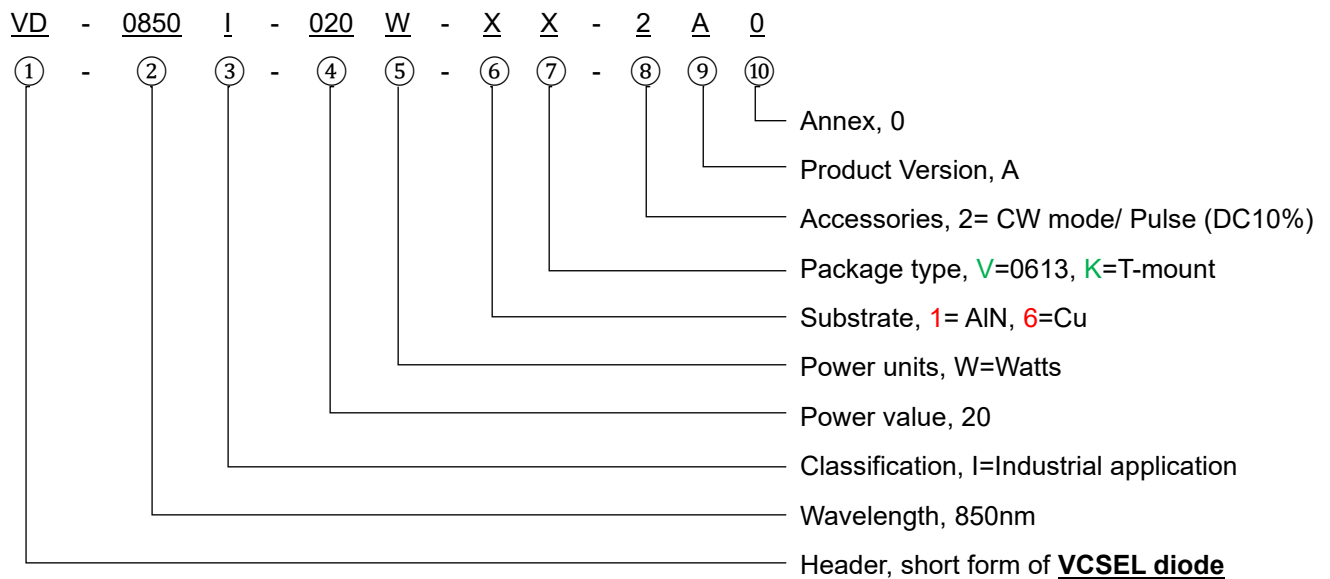 VD - 0850 I - 020 W - X X - 2 A 0
① - ② ③ - ④ ⑤ - ⑥ ⑦ - ⑧ ⑨ ⑩
Annex, 0
Product Version, A
Accessories, 2= CW mode/ Pulse (DC10%)
Package type, V=0613, K=T-mount
Substrate, 1= AlN, 6=Cu
Power units, W=Watts
Power value, 20
Classification, I=Industrial application
Wavelength, 850nm
Header, short form of VCSEL diode